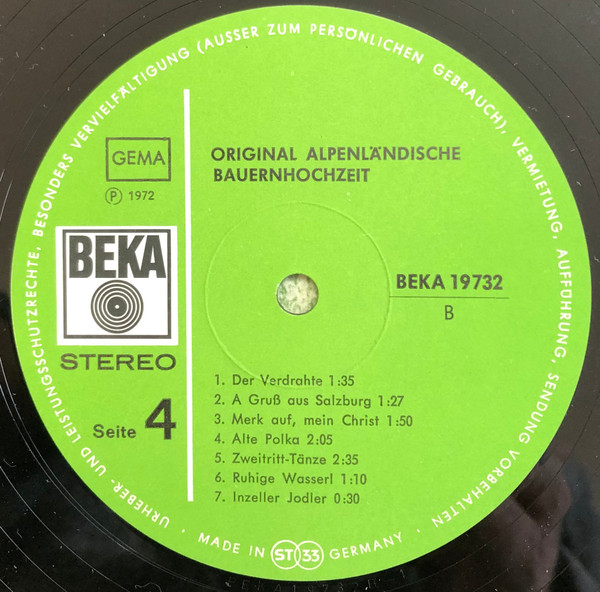 URHEBER- UND LEISTUNGSSCHUTZRECHTE, BESONDERS VERVIELFÄLTIGUNG (AUSSER ZUM PERSÖNLICHEN GEBRAUCH), VERMIETUNG, AUFFÜHRUNG, SENDUNG VORBEHALTEN
GEMA
Ⓟ 1972
ORIGINAL ALPENLÄNDISCHE
BAUERNHOCHZEIT
BEKA
STEREO
BEKA 19732
B
Seite 4
1. Der Verdrahte 1:35
2. A Gruß aus Salzburg 1:27
3. Merk auf, mein Christ 1:50
4. Alte Polka 2:05
5. Zweitritt-Tänze 2:35
6. Ruhige Wasserl 1:10
7. Inzeller Jodler 0:30
· MADE IN ST 33 GERMANY ·